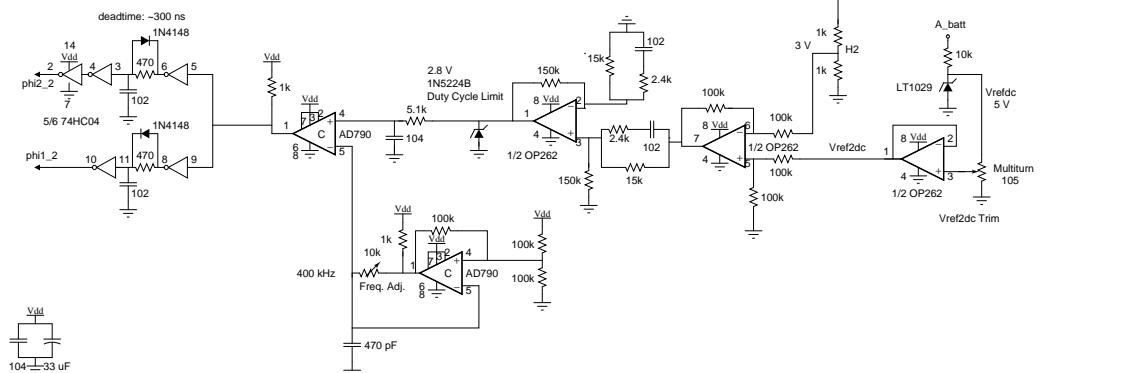 deadtime: ~300 ns
1N4148
14
Vdd
2
4
3
470
6
5
phi2_2
7
102
5/6 74HC04
1N4148
phi1_2
10
11
470
8
9
102
Vdd
1k
Vdd
7
3
2
4
1
C
AD790
6
8
5
2.8 V
1N5224B
Duty Cycle Limit
5.1k
104
150k
8
Vdd
2
1
4
3
1/2 OP262
15k
102
2.4k
2.4k
102
15k
150k
100k
8
Vdd
6
7
4
5
1/2 OP262
100k
100k
100k
3 V
1k
H2
1k
Vref2dc
A_batt
10k
LT1029
Vrefdc
5 V
1
8
Vdd
2
4
3
1/2 OP262
Multiturn
105
Vref2dc Trim
Vdd
1k
100k
Vdd
7
3
2
4
1
C
AD790
6
8
5
10k
Freq. Adj.
400 kHz
Vdd
100k
100k
470 pF
Vdd
104
33 uF